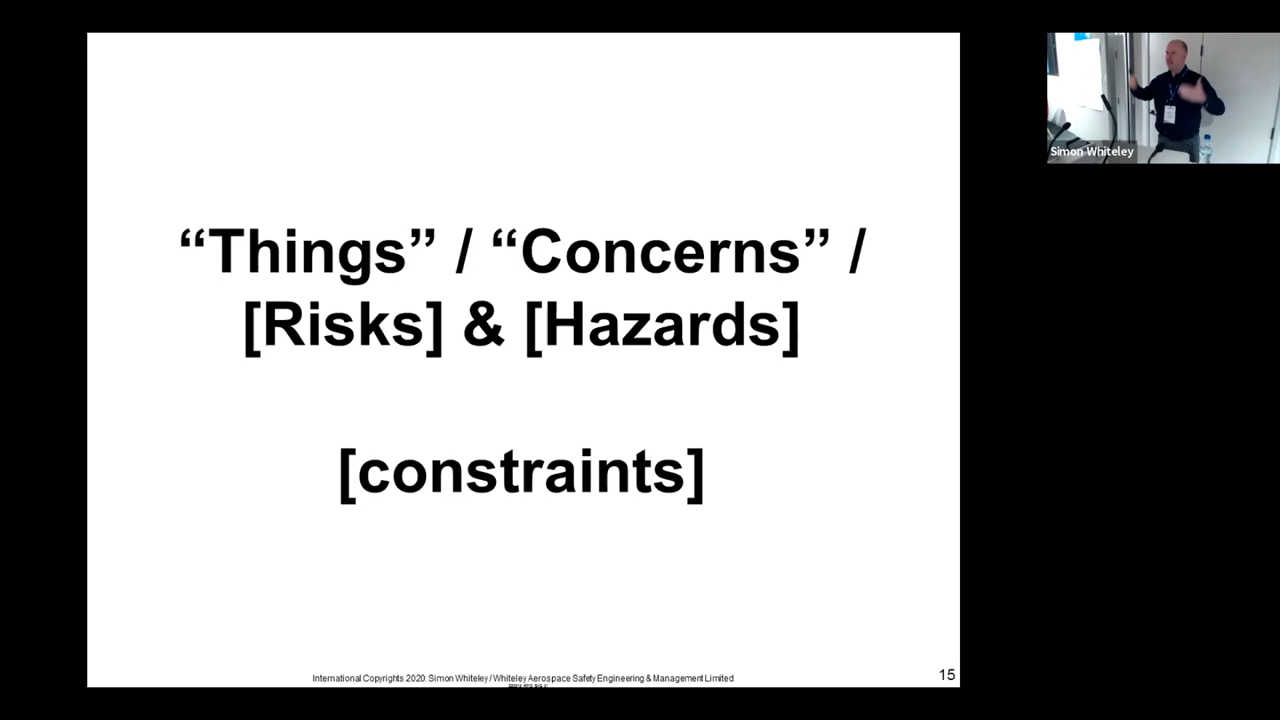 “Things” / “Concerns” /
[Risks] & [Hazards]
[constraints]
International Copyrights 2020: Simon Whiteley / Whiteley Aerospace Safety Engineering & Management Limited
15
Simon Whiteley